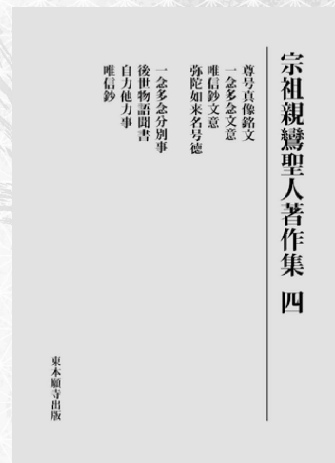 宗祖親鸞聖人著作集 四
尊号真像銘文
一念多念文意
唯信鈔文意
弥陀如来名号徳
一念多念分別事
後世物語聞書
自力他力事
唯信鈔
東本願寺出版